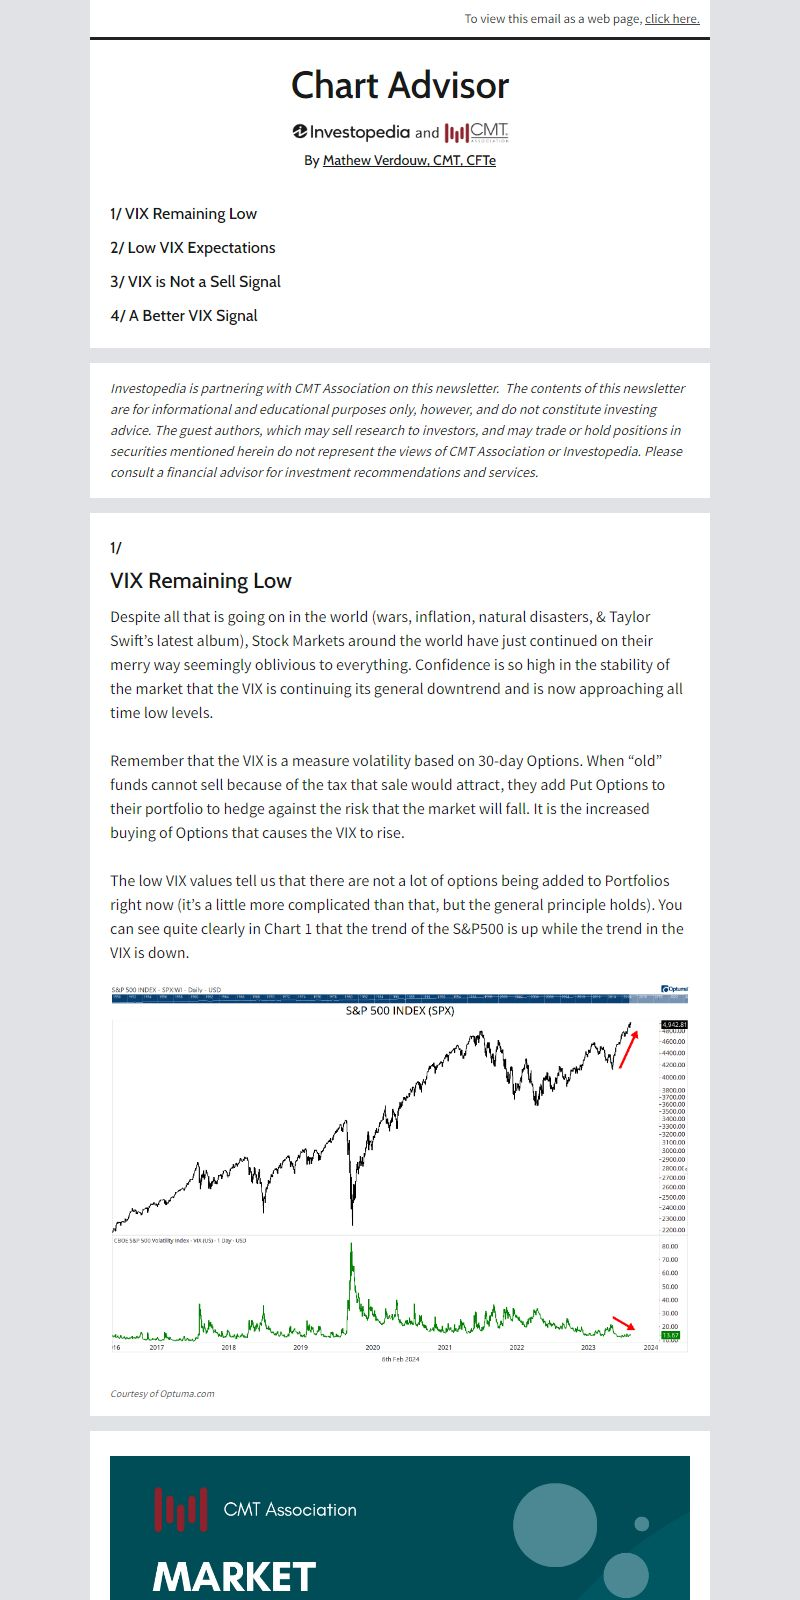 To view this email as a web page, click here.
Chart Advisor
Investopedia and CMT ASSOCIATION
By Mathew Verdouw, CMT, CFTe
1/ VIX Remaining Low
2/ Low VIX Expectations
3/ VIX is Not a Sell Signal
4/ A Better VIX Signal
Investopedia is partnering with CMT Association on this newsletter. The contents of this newsletter
are for informational and educational purposes only, however, and do not constitute investing
advice. The guest authors, which may sell research to investors, and may trade or hold positions in
securities mentioned herein do not represent the views of CMT Association or Investopedia. Please
consult a financial advisor for investment recommendations and services.
1/
VIX Remaining Low
Despite all that is going on in the world (wars, inflation, natural disasters, & Taylor
Swift’s latest album), Stock Markets around the world have just continued on their
merry way seemingly oblivious to everything. Confidence is so high in the stability of
the market that the VIX is continuing its general downtrend and is now approaching all
time low levels.
Remember that the VIX is a measure volatility based on 30-day Options. When “old”
funds cannot sell because of the tax that sale would attract, they add Put Options to
their portfolio to hedge against the risk that the market will fall. It is the increased
buying of Options that causes the VIX to rise.
The low VIX values tell us that there are not a lot of options being added to Portfolios
right now (it’s a little more complicated than that, but the general principle holds). You
can see quite clearly in Chart 1 that the trend of the S&P500 is up while the trend in the
VIX is down.
S&P 500 INDEX - SPX:WI - Daily - USD
Optuma
S&P 500 INDEX (SPX)
4,942.81
4800.00
4600.00
4400.00
4200.00
4000.00
3800.00
3700.00
3600.00
3500.00
3400.00
3300.00
3200.00
3100.00
3000.00
2900.00
2800.00
2700.00
2600.00
2500.00
2400.00
2300.00
2200.00
CBOE S&P 500 Volatility Index - VIX (US) - 1 Day - USD
80.00
70.00
60.00
50.00
40.00
30.00
20.00
13.67
10.00
16 2017 2018 2019 2020 2021 2022 2023 2024
6th Feb 2024
Courtesy of Optuma.com
CMT Association
MARKET